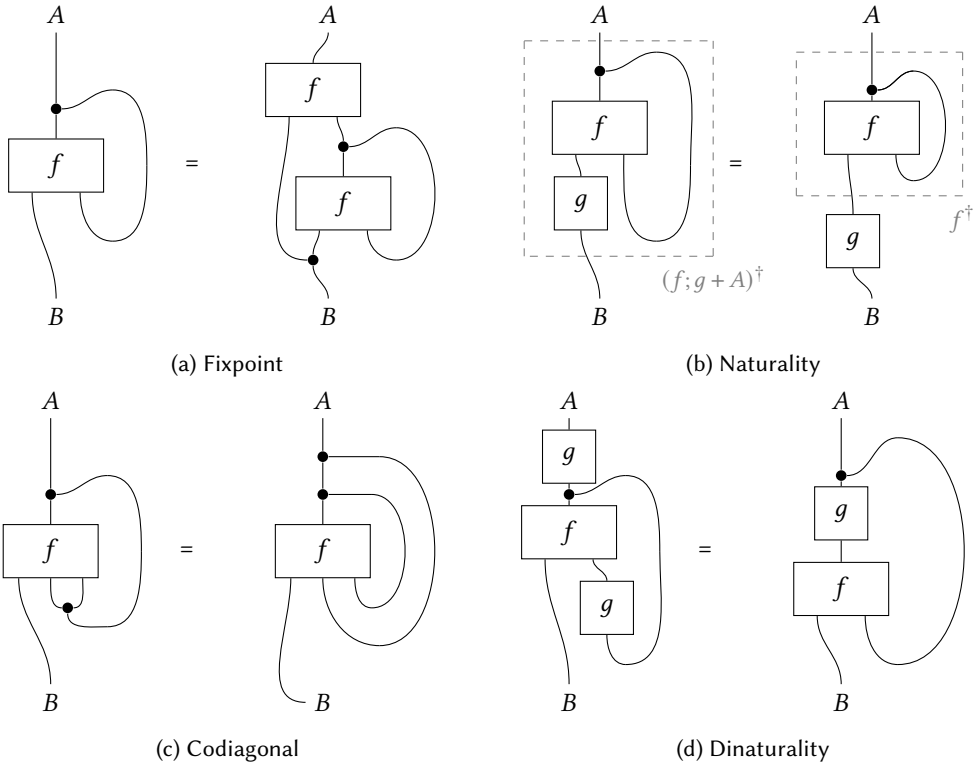 A A A A
f f f f
= =
f g g
f†
(f;g+A)†
B B B B
(a) Fixpoint (b) Naturality
A A A A
g
f = f f = g
g f
B B B B
(c) Codiagonal (d) Dinaturality